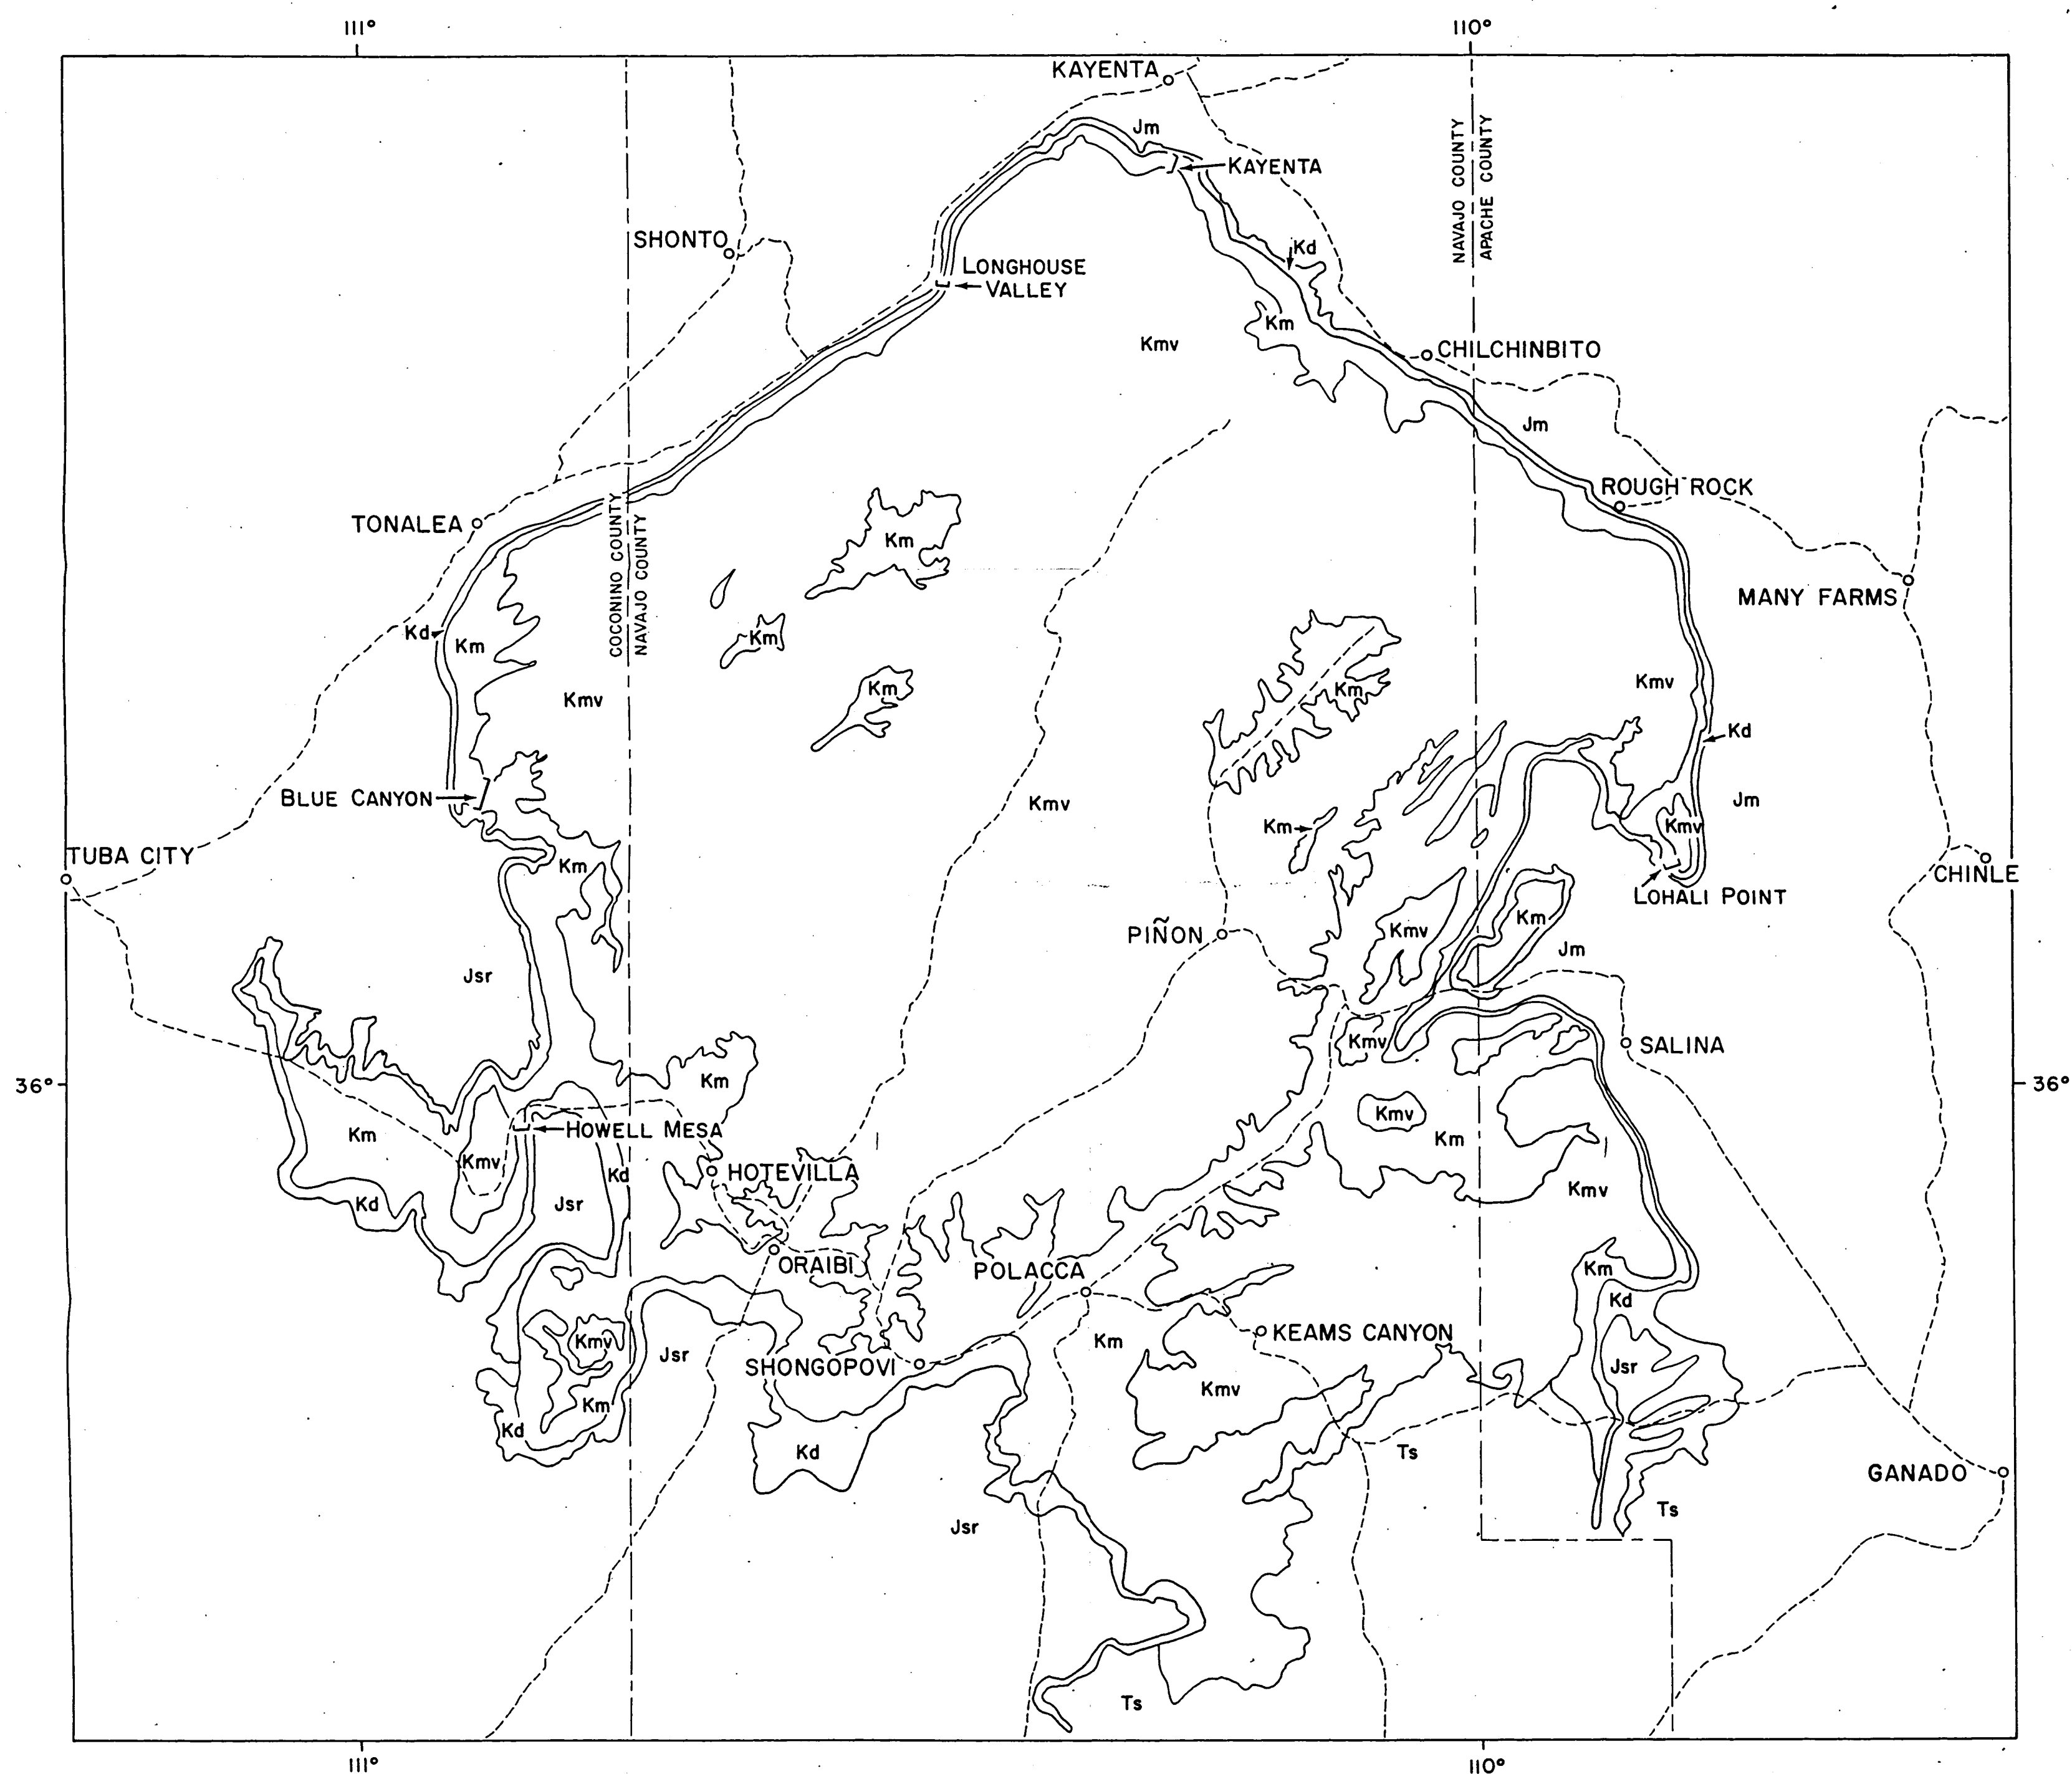 111°
110°
KAYENTA
Jm
KAYENTA
NAVAJO COUNTY
APACHE COUNTY
SHONTO
Kd
LONGHOUSE
VALLEY
Km
Kmv
CHILCHINBITO
Jm
ROUGH ROCK
TONALEA
COCONINO COUNTY
NAVAJO COUNTY
Km
MANY FARMS
Kd
Km
Km
Kmv
Km
Km
Kmv
Kd
BLUE CANYON
Kmv
Jm
Km
Kmv
TUBA CITY
Km
CHINLE
LOHALI POINT
PIÑON
Kmv
Km
Jm
Jsr
Kmv
SALINA
36°
Km
36°
Kmv
Km
HOWELL MESA
Km
Kmv
HOTEVILLA
Kd
Kmv
Kd
Jsr
ORAIBI
POLACCA
Km
Kd
Kmv
Jsr
SHONGOPOVI
Km
KEAMS CANYON
Jsr
Kmv
Km
Kd
Kd
Ts
GANADO
Jsr
Ts
Ts
111°
110°